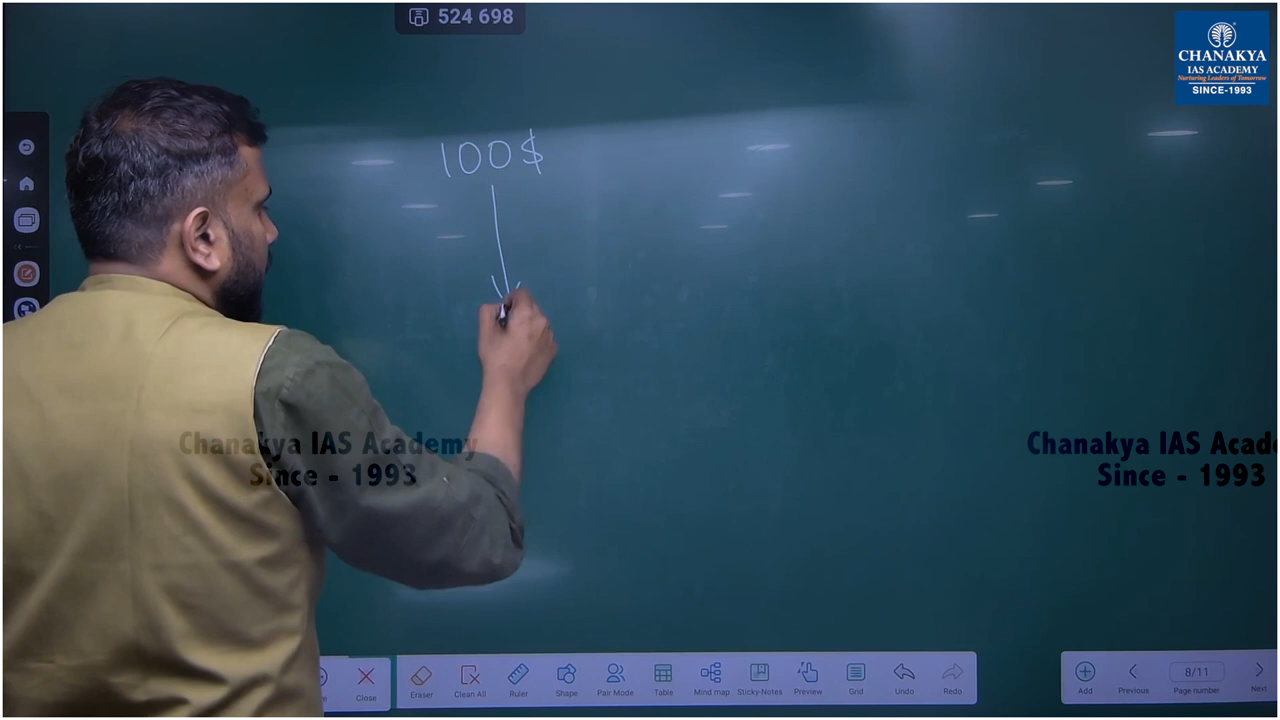 524 698
CHANAKYA
IAS ACADEMY
Nurturing Leaders of Tomorrow
SINCE-1993
100$
Chanakya IAS Academy
Since - 1993
Chanakya IAS Acade
Since - 1993
Close
Eraser
Clean All
Ruler
Shape
Pair Mode
Table
Mind map
Sticky-Notes
Preview
Grid
Undo
Redo
Add
Previous
8/11
Page number
Next